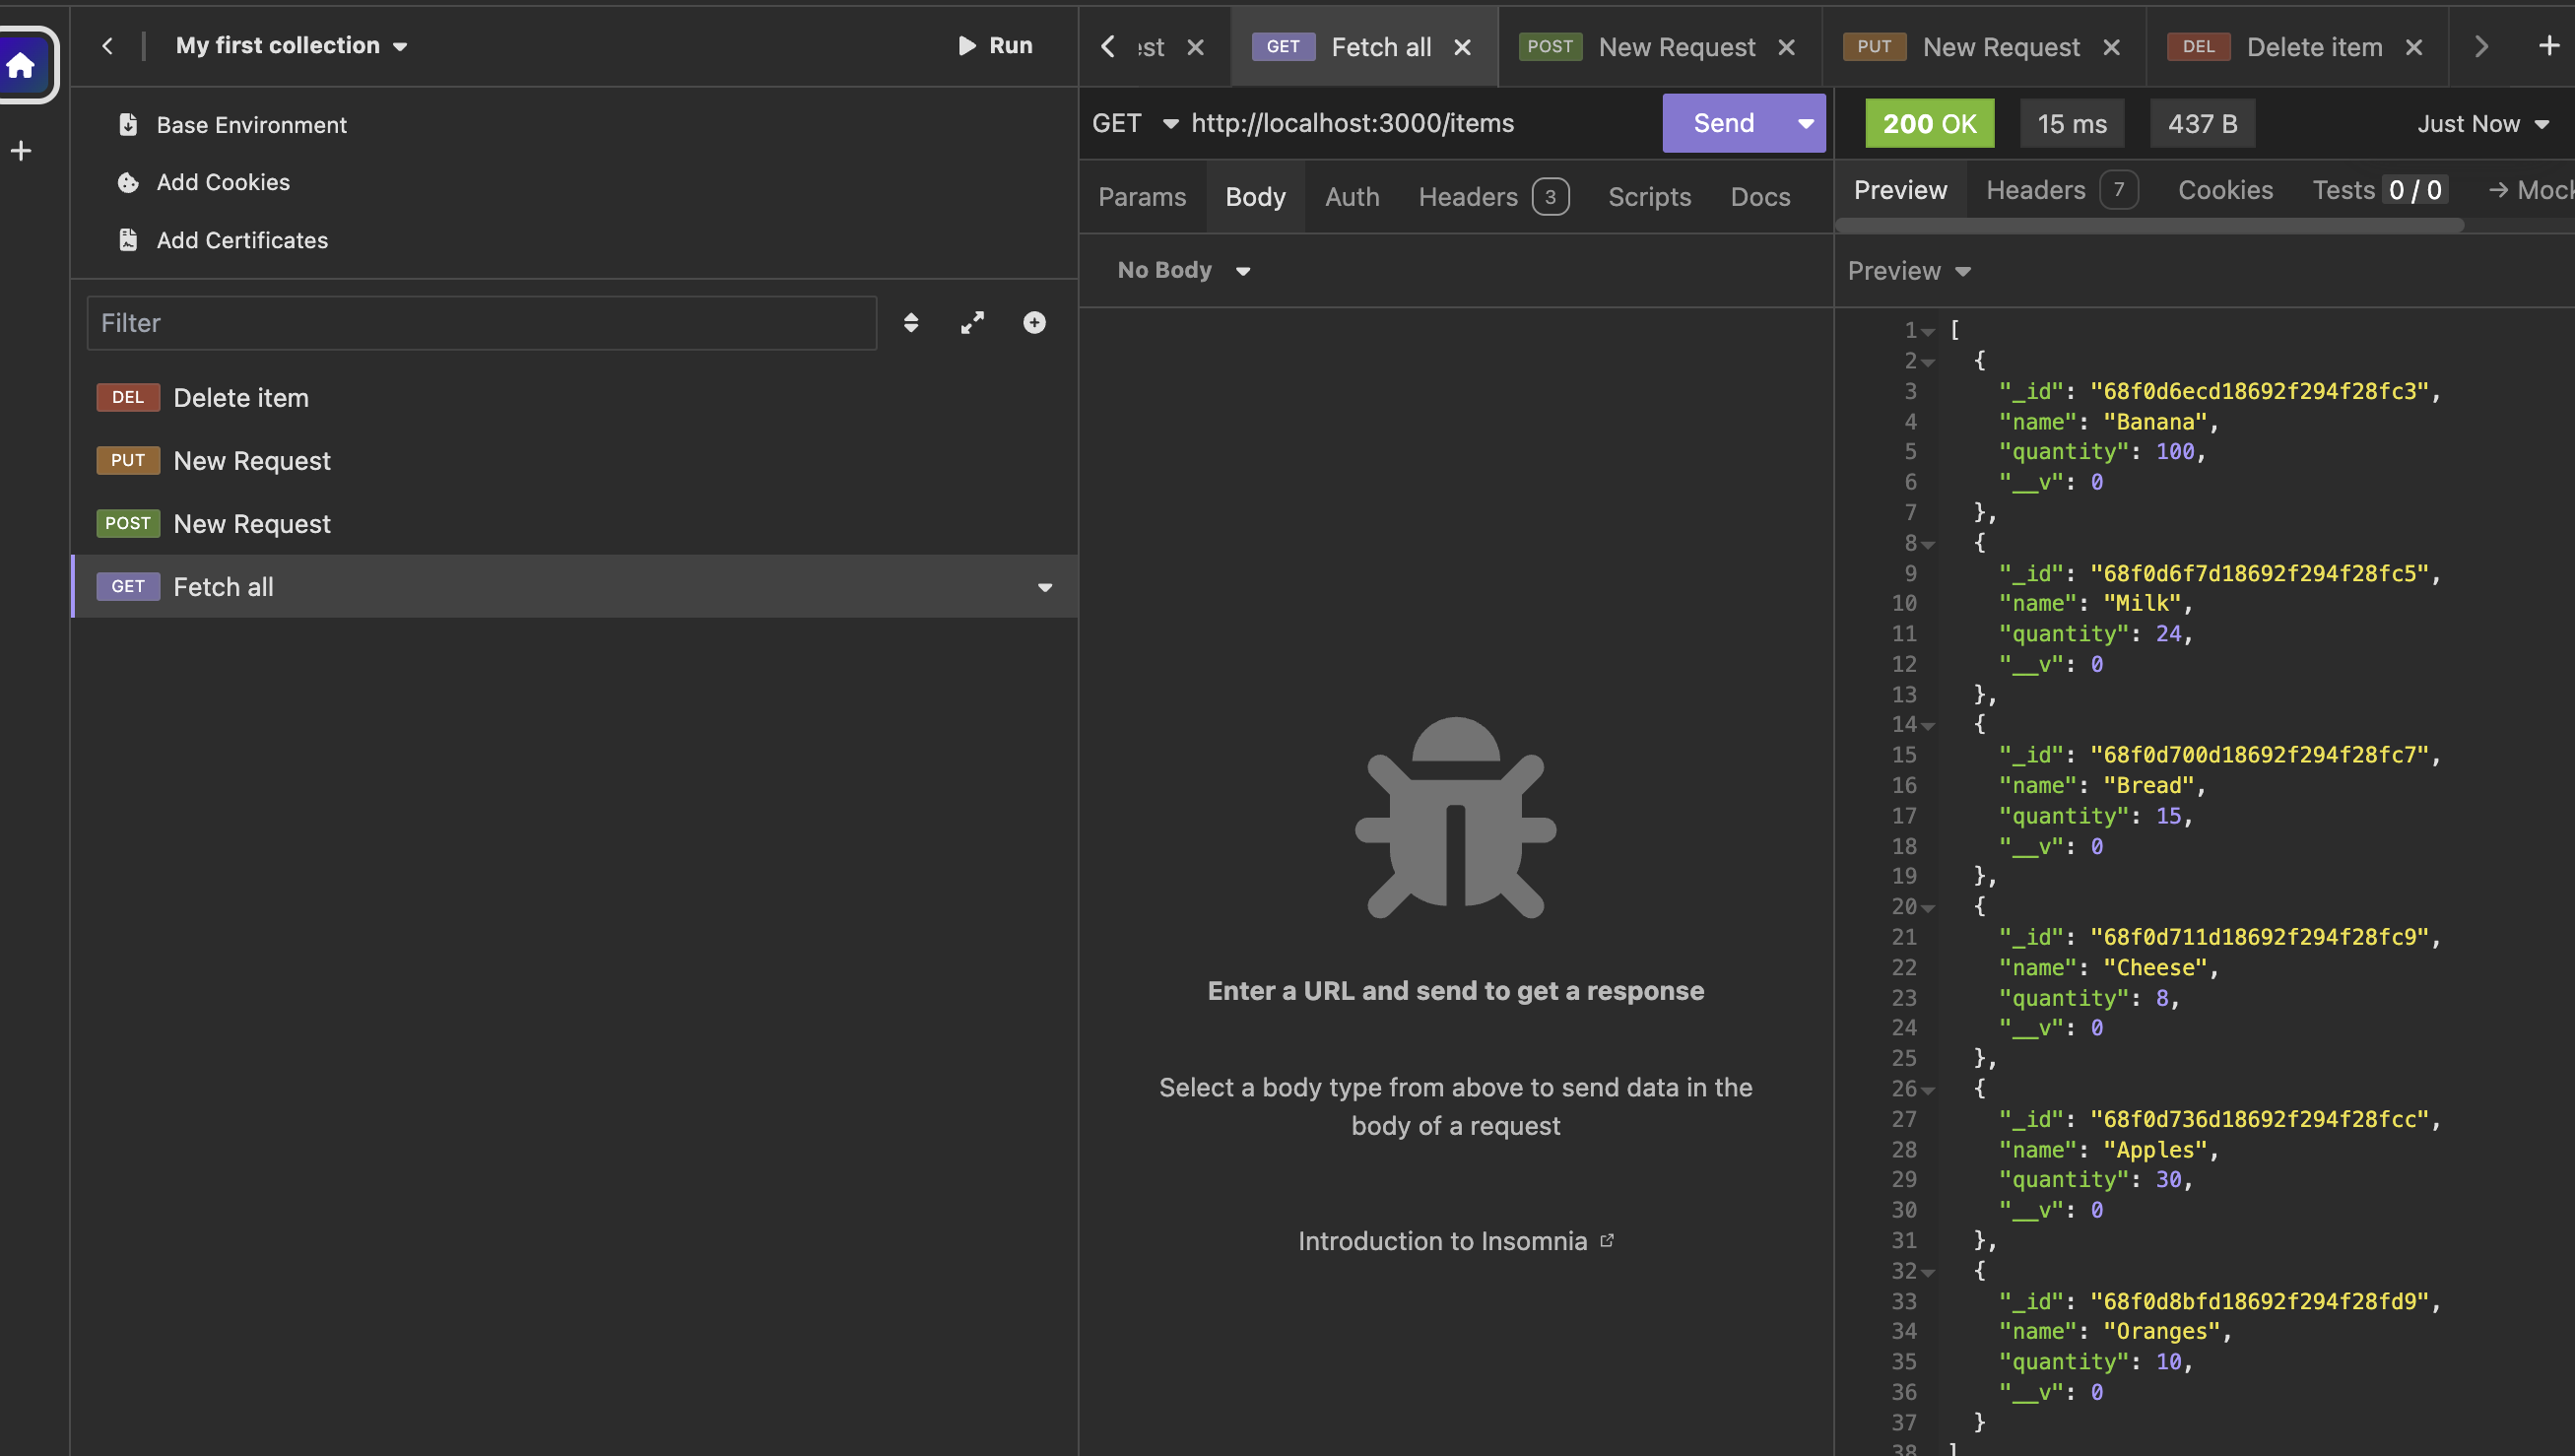 My first collection
Run
Base Environment
Add Cookies
Add Certificates
Filter
DEL Delete item
PUT New Request
POST New Request
GET Fetch all
GET Fetch all
POST New Request
PUT New Request
DEL Delete item
GET http://localhost:3000/items
Send
Params Body Auth Headers 3 Scripts Docs
No Body
Enter a URL and send to get a response
Select a body type from above to send data in the
body of a request
Introduction to Insomnia
200 OK 15 ms 437 B Just Now
Preview Headers 7 Cookies Tests 0 / 0 → Mock
Preview
1 [
2 {
3 "_id": "68f0d6ecd18692f294f28fc3",
4 "name": "Banana",
5 "quantity": 100,
6 "__v": 0
7 },
8 {
9 "_id": "68f0d6f7d18692f294f28fc5",
10 "name": "Milk",
11 "quantity": 24,
12 "__v": 0
13 },
14 {
15 "_id": "68f0d700d18692f294f28fc7",
16 "name": "Bread",
17 "quantity": 15,
18 "__v": 0
19 },
20 {
21 "_id": "68f0d711d18692f294f28fc9",
22 "name": "Cheese",
23 "quantity": 8,
24 "__v": 0
25 },
26 {
27 "_id": "68f0d736d18692f294f28fcc",
28 "name": "Apples",
29 "quantity": 30,
30 "__v": 0
31 },
32 {
33 "_id": "68f0d8bfd18692f294f28fd9",
34 "name": "Oranges",
35 "quantity": 10,
36 "__v": 0
37 }
38 ]